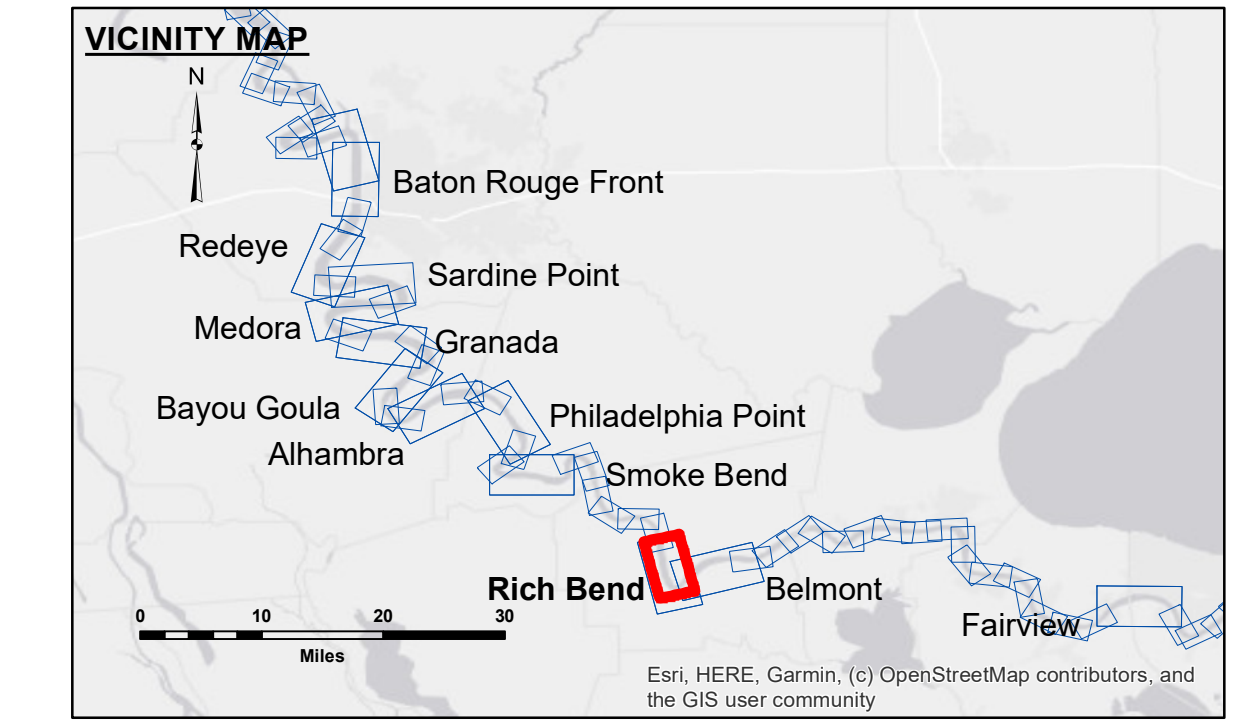 VICINITY MAP
N
Baton Rouge Front
Redeye
Sardine Point
Medora
Granada
Bayou Goula
Philadelphia Point
Alhambra
Smoke Bend
Rich Bend
Belmont
Fairview
0 10 20 30
Miles
Esri, HERE, Garmin, (c) OpenStreetMap contributors, and
the GIS user community